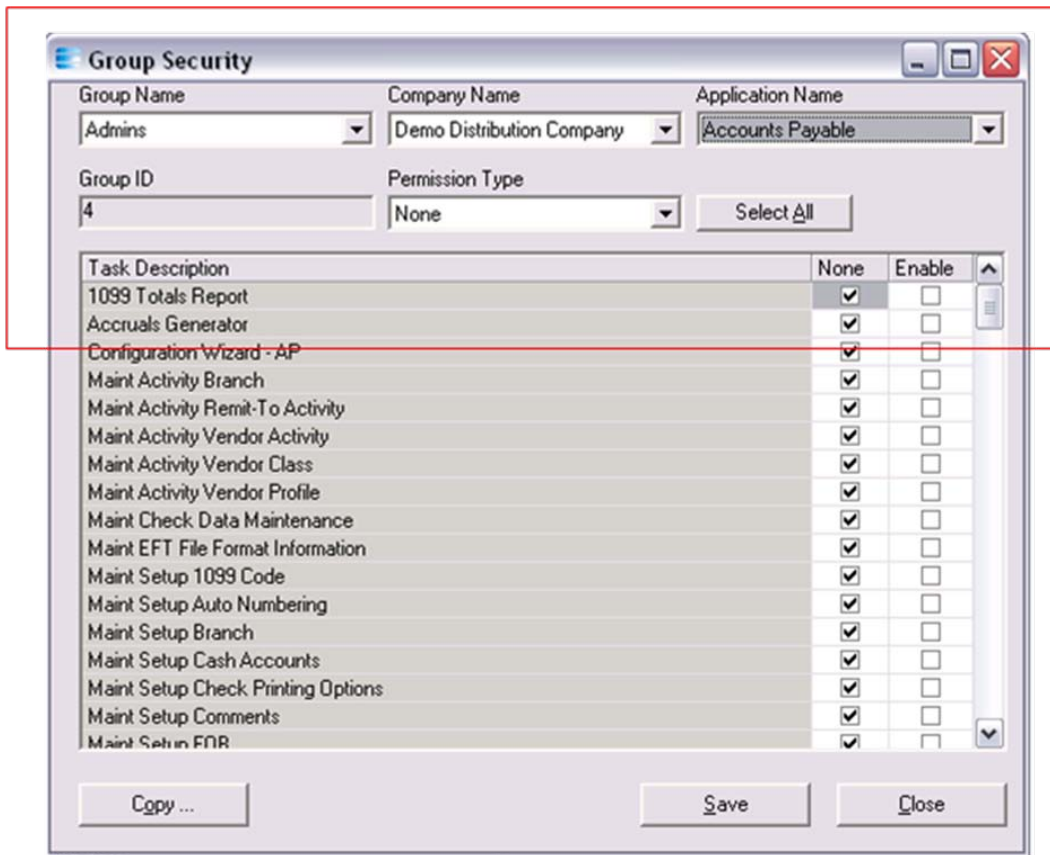 Group Security
Group Name Company Name Application Name
Admins Demo Distribution Company Accounts Payable
Group ID Permission Type
4 None Select All
Task Description None Enable
1099 Totals Report
Accruals Generator
Configuration Wizard - AP
Maint Activity Branch
Maint Activity Remit-To Activity
Maint Activity Vendor Activity
Maint Activity Vendor Class
Maint Activity Vendor Profile
Maint Check Data Maintenance
Maint EFT File Format Information
Maint Setup 1099 Code
Maint Setup Auto Numbering
Maint Setup Branch
Maint Setup Cash Accounts
Maint Setup Check Printing Options
Maint Setup Comments
Maint Setup FOB
Copy ... Save Close